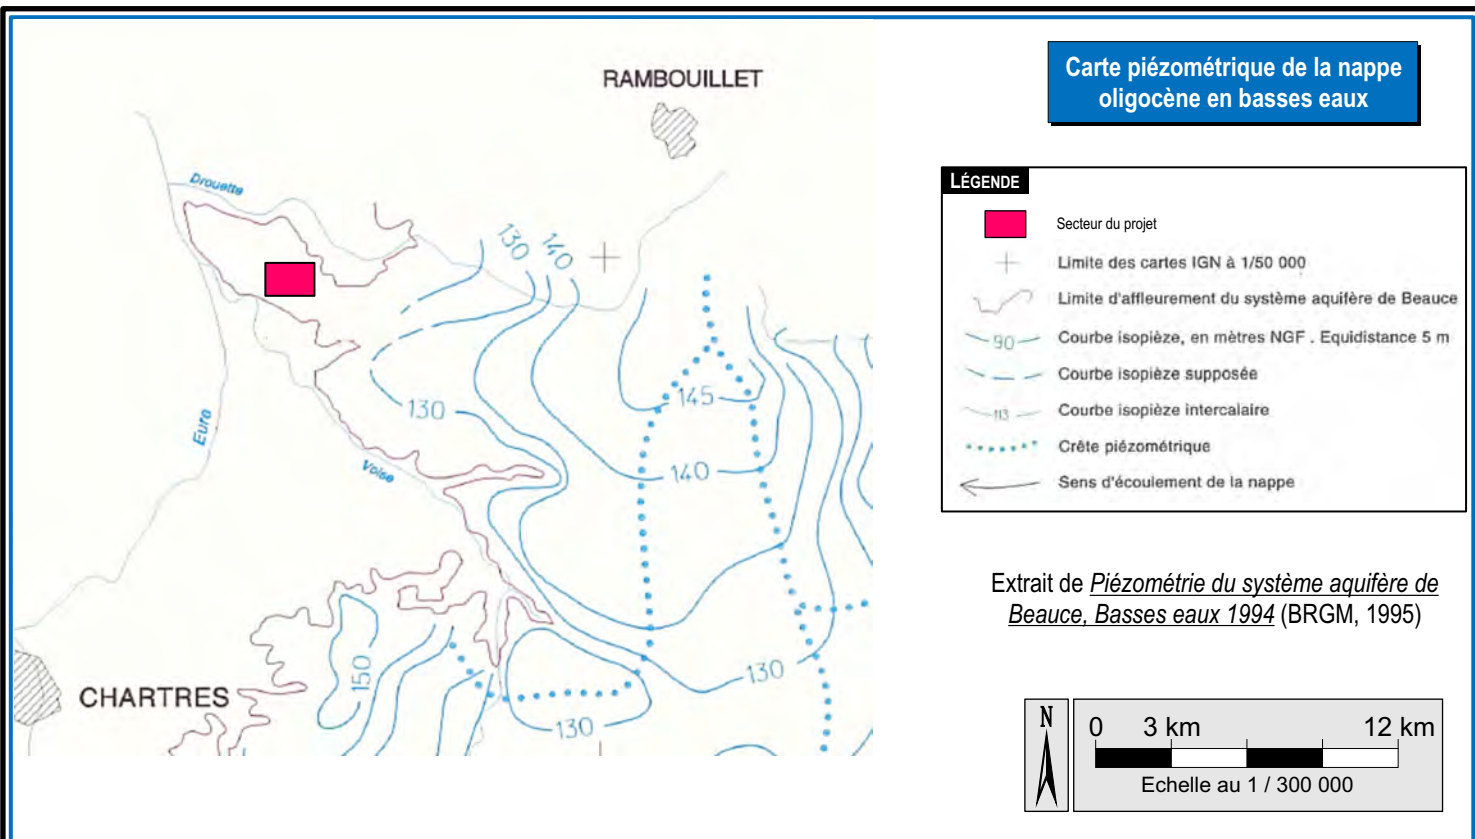 Carte piézométrique de la nappe
oligocène en basses eaux
RAMBOUILLET
Drouette
130
140
130
145
140
Eure
Voise
150
130
130
CHARTRES
LÉGENDE
Secteur du projet
Limite des cartes IGN à 1/50 000
Limite d'affleurement du système aquifère de Beauce
90
Courbe isopièze, en mètres NGF . Equidistance 5 m
Courbe isopièze supposée
113
Courbe isopièze intercalaire
Crête piézométrique
Sens d'écoulement de la nappe
Extrait de Piézométrie du système aquifère de
Beauce, Basses eaux 1994 (BRGM, 1995)
N
0 3 km 12 km
Echelle au 1 / 300 000